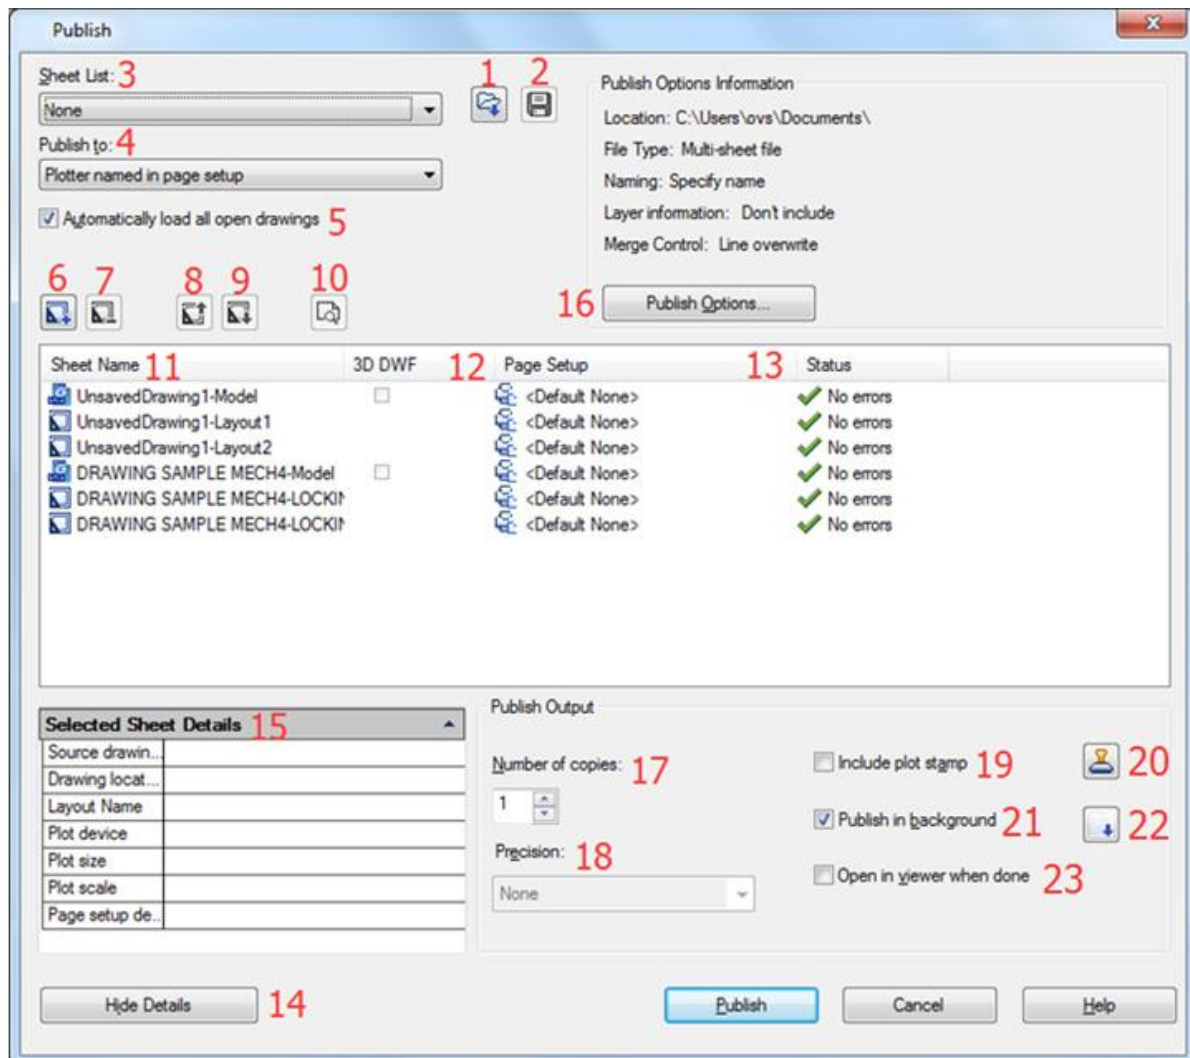 Publish
Sheet List: 3
1 2
None
Publish to: 4
Plotter named in page setup
Automatically load all open drawings 5
Publish Options Information
Location: C:\Users\ovs\Documents\
File Type: Multi-sheet file
Naming: Specify name
Layer information: Don't include
Merge Control: Line overwrite
16 Publish Options...
6 7 8 9 10
Sheet Name 11 3D DWF 12 Page Setup 13 Status
UnsavedDrawing1-Model <Default None> No errors
UnsavedDrawing1-Layout1 <Default None> No errors
UnsavedDrawing1-Layout2 <Default None> No errors
DRAWING SAMPLE MECH4-Model <Default None> No errors
DRAWING SAMPLE MECH4-LOCKIN <Default None> No errors
DRAWING SAMPLE MECH4-LOCKIN <Default None> No errors
Selected Sheet Details 15
Source drawin...
Drawing locat...
Layout Name
Plot device
Plot size
Plot scale
Page setup de...
Publish Output
Number of copies: 17
1
Precision: 18
None
Include plot stamp 19 20
Publish in background 21 22
Open in viewer when done 23
Hide Details 14
Publish Cancel Help